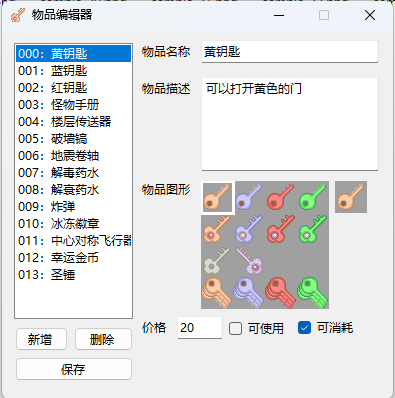 物品编辑器
000: 黄钥匙
001: 蓝钥匙
002: 红钥匙
003: 怪物手册
004: 楼层传送器
005: 破墙镐
006: 地震卷轴
007: 解毒药水
008: 解衰药水
009: 炸弹
010: 冰冻徽章
011: 中心对称飞行器
012: 幸运金币
013: 圣锤
新增
删除
保存
物品名称
黄钥匙
物品描述
可以打开黄色的门
物品图形
价格
20
可使用
可消耗